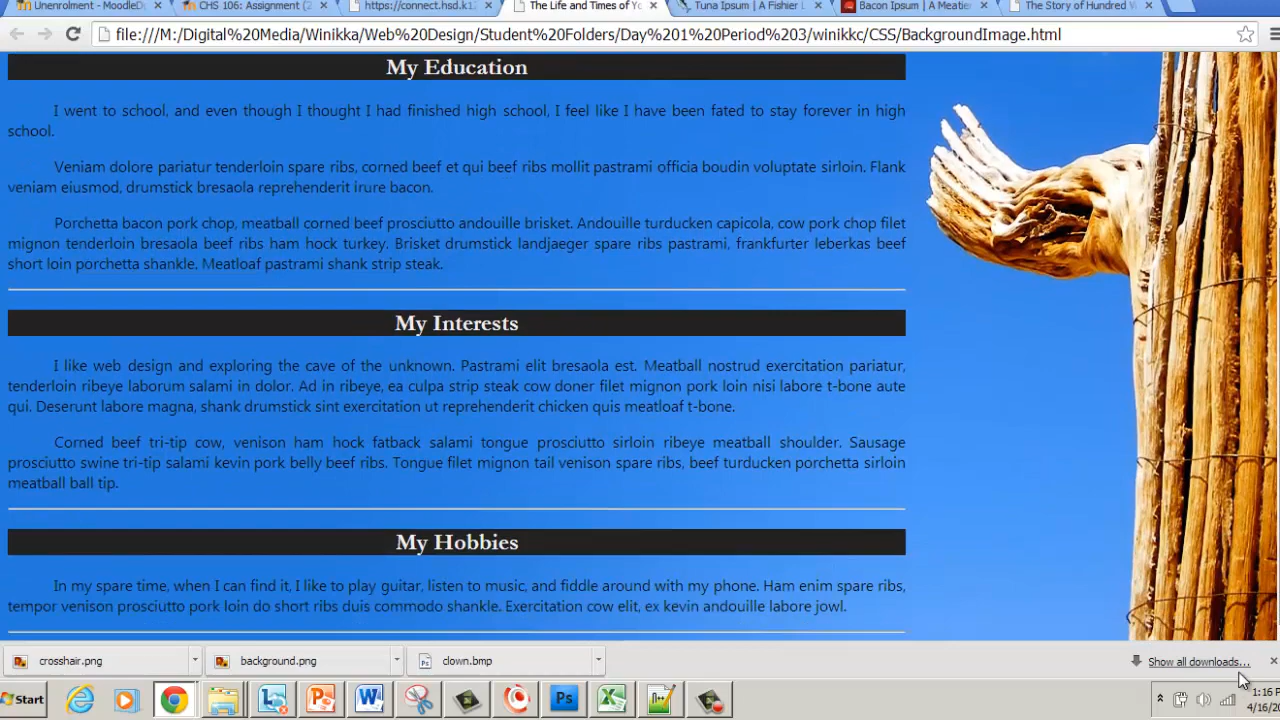 Unenrolment - MoodleD
CHS 106: Assignment (
https://connect.hsd.k1
The Life and Times of Yo
Tuna Ipsum | A Fishier L
Bacon Ipsum | A Meatie
The Story of Hundred W
file:///M:/Digital%20Media/Winikka/Web%20Design/Student%20Folders/Day%201%20Period%203/winikkc/CSS/BackgroundImage.html
My Education
I went to school, and even though I thought I had finished high school, I feel like I have been fated to stay forever in high
school.
Veniam dolore pariatur tenderloin spare ribs, corned beef et qui beef ribs mollit pastrami officia boudin voluptate sirloin. Flank
veniam eiusmod, drumstick bresaola reprehenderit irure bacon.
Porchetta bacon pork chop, meatball corned beef prosciutto andouille brisket. Andouille turducken capicola, cow pork chop filet
mignon tenderloin bresaola beef ribs ham hock turkey. Brisket drumstick landjaeger spare ribs pastrami, frankfurter leberkas beef
short loin porchetta shankle. Meatloaf pastrami shank strip steak.
My Interests
I like web design and exploring the cave of the unknown. Pastrami elit bresaola est. Meatball nostrud exercitation pariatur,
tenderloin ribeye laborum salami in dolor. Ad in ribeye, ea culpa strip steak cow doner filet mignon pork loin nisi labore t-bone aute
qui. Deserunt labore magna, shank drumstick sint exercitation ut reprehenderit chicken quis meatloaf t-bone.
Corned beef tri-tip cow, venison ham hock fatback salami tongue prosciutto sirloin ribeye meatball shoulder. Sausage
prosciutto swine tri-tip salami kevin pork belly beef ribs. Tongue filet mignon tail venison spare ribs, beef turducken porchetta sirloin
meatball ball tip.
My Hobbies
In my spare time, when I can find it, I like to play guitar, listen to music, and fiddle around with my phone. Ham enim spare ribs,
tempor venison prosciutto pork loin do short ribs duis commodo shankle. Exercitation cow elit, ex kevin andouille labore jowl.
crosshair.png
background.png
clown.bmp
Show all downloads...
Start
1:16 P
4/16/20